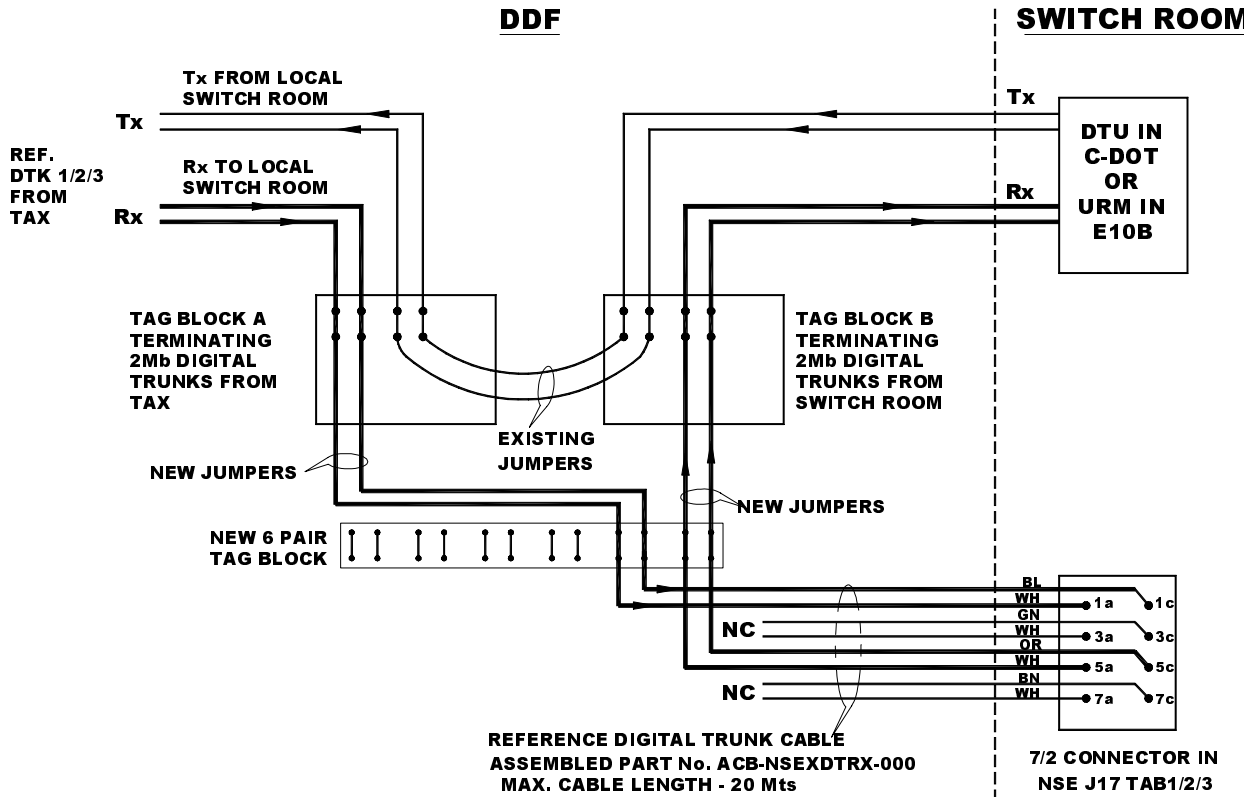 DDF
SWITCH ROOM
Tx FROM LOCAL
SWITCH ROOM
Tx
Tx
REF.
DTK 1/2/3
FROM
TAX
Rx TO LOCAL
SWITCH ROOM
Rx
Rx
DTU IN
C-DOT
OR
URM IN
E10B
TAG BLOCK A
TERMINATING
2Mb DIGITAL
TRUNKS FROM
TAX
TAG BLOCK B
TERMINATING
2Mb DIGITAL
TRUNKS FROM
SWITCH ROOM
EXISTING
JUMPERS
NEW JUMPERS
NEW JUMPERS
NEW 6 PAIR
TAG BLOCK
BL
WH
1a
1c
GN
NC
WH
3a
3c
OR
WH
5a
5c
BN
NC
WH
7a
7c
REFERENCE DIGITAL TRUNK CABLE
ASSEMBLED PART No. ACB-NSEXDTRX-000
MAX. CABLE LENGTH - 20 Mts
7/2 CONNECTOR IN
NSE J17 TAB1/2/3